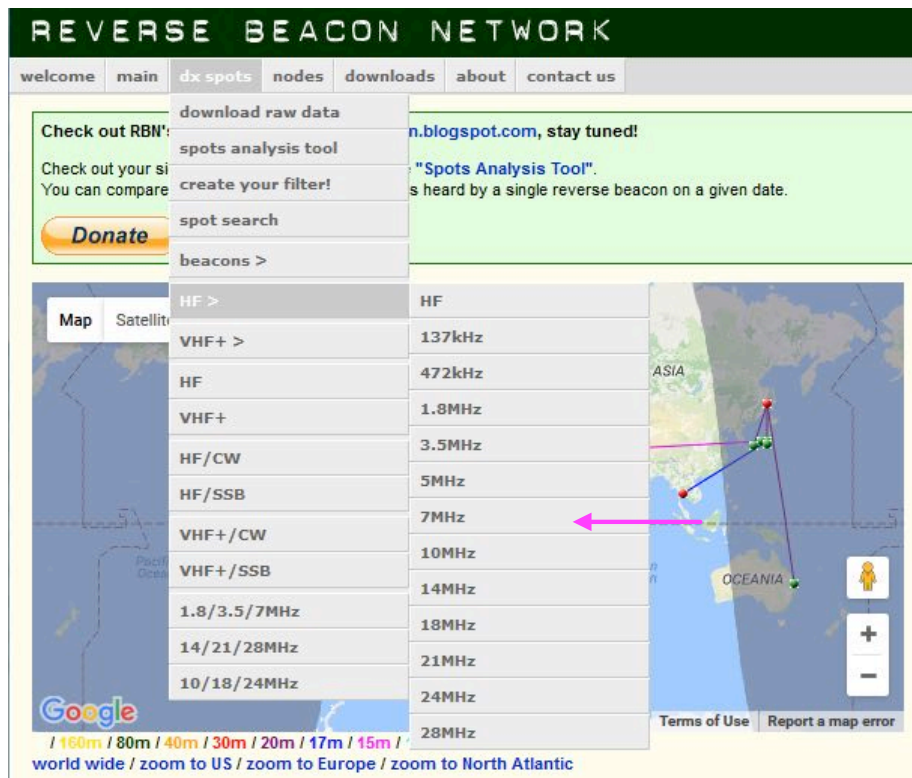 REVERSE BEACON NETWORK
welcome main dx spots nodes downloads about contact us
download raw data
spots analysis tool
create your filter!
spot search
beacons >
HF >
VHF+ >
HF
VHF+
HF/CW
HF/SSB
VHF+/CW
VHF+/SSB
1.8/3.5/7MHz
14/21/28MHz
10/18/24MHz
HF
137kHz
472kHz
1.8MHz
3.5MHz
5MHz
7MHz
10MHz
14MHz
18MHz
21MHz
24MHz
28MHz
Check out RBN's n.blogspot.com, stay tuned!
Check out your si "Spots Analysis Tool".
You can compare s heard by a single reverse beacon on a given date.
Donate
Map Satellit
ASIA
OCEANIA
+
−
Google
Terms of Use Report a map error
/ 160m / 80m / 40m / 30m / 20m / 17m / 15m /
world wide / zoom to US / zoom to Europe / zoom to North Atlantic